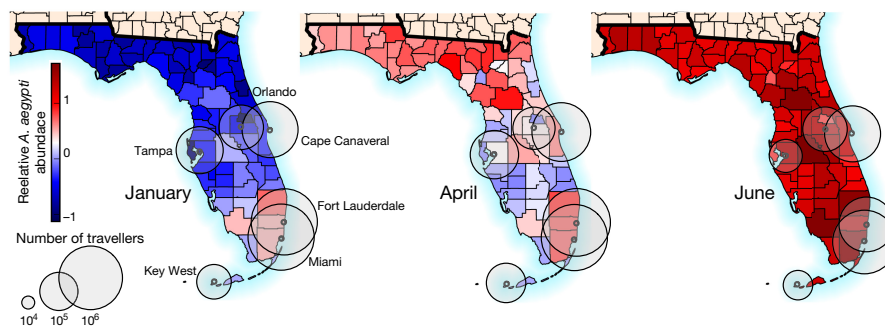 Reelative A. aegypti
abundace
1
0
−1
Orlando
Tampa
Cape Canaveral
January
Fort Lauderdale
Miami
Key West
Number of travellers
10⁴
10⁵
10⁶
April
June